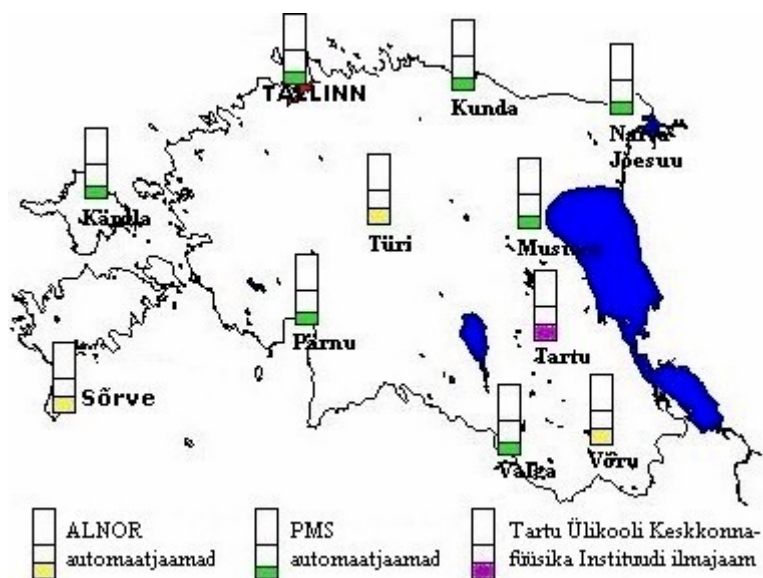 TALLINN
Kunda
Narva
Jõesuu
Kärdla
Türi
Mustvee
Pärnu
Tartu
Sõrve
Valga
Võru
ALNOR
automaatjaamad
PMS
automaatjaamad
Tartu Ülikooli Keskkonna-
füüsika Instituudi ilmajaam